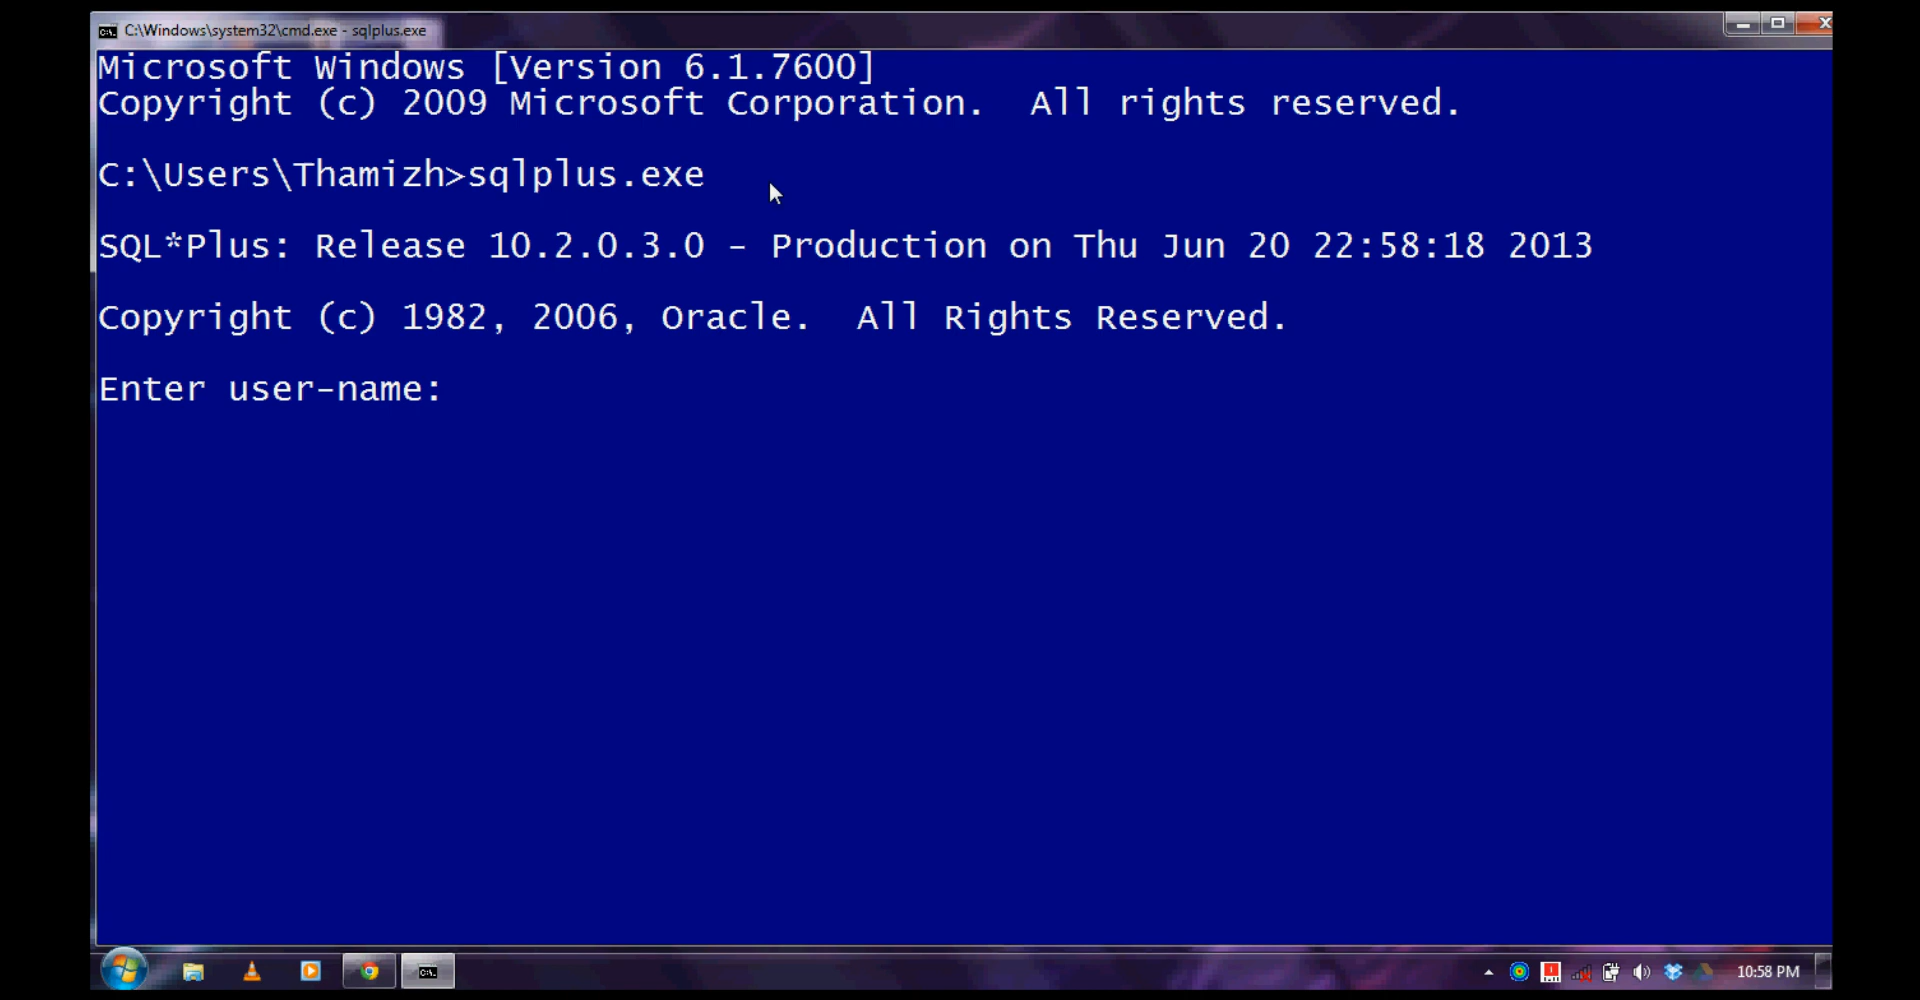 C:\Windows\system32\cmd.exe - sqlplus.exe
Microsoft Windows [Version 6.1.7600]
Copyright (c) 2009 Microsoft Corporation.  All rights reserved.
C:\Users\Thamizh>sqlplus.exe
SQL*Plus: Release 10.2.0.3.0 - Production on Thu Jun 20 22:58:18 2013
Copyright (c) 1982, 2006, Oracle.  All Rights Reserved.
Enter user-name:
10:58 PM